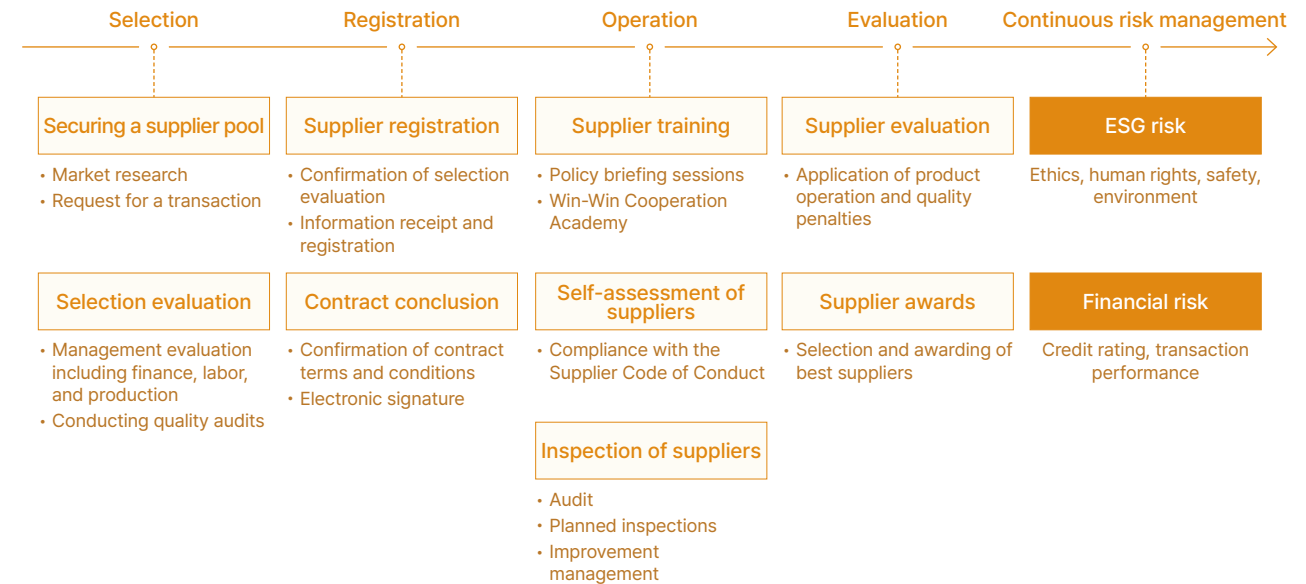 Selection
Registration
Operation
Evaluation
Continuous risk management
Securing a supplier pool
• Market research
• Request for a transaction
Selection evaluation
• Management evaluation
including finance, labor,
and production
• Conducting quality audits
Supplier registration
• Confirmation of selection
evaluation
• Information receipt and
registration
Contract conclusion
• Confirmation of contract
terms and conditions
• Electronic signature
Supplier training
• Policy briefing sessions
• Win-Win Cooperation
Academy
Self-assessment of
suppliers
• Compliance with the
Supplier Code of Conduct
Inspection of suppliers
• Audit
• Planned inspections
• Improvement
management
Supplier evaluation
• Application of product
operation and quality
penalties
Supplier awards
• Selection and awarding of
best suppliers
ESG risk
Ethics, human rights, safety,
environment
Financial risk
Credit rating, transaction
performance